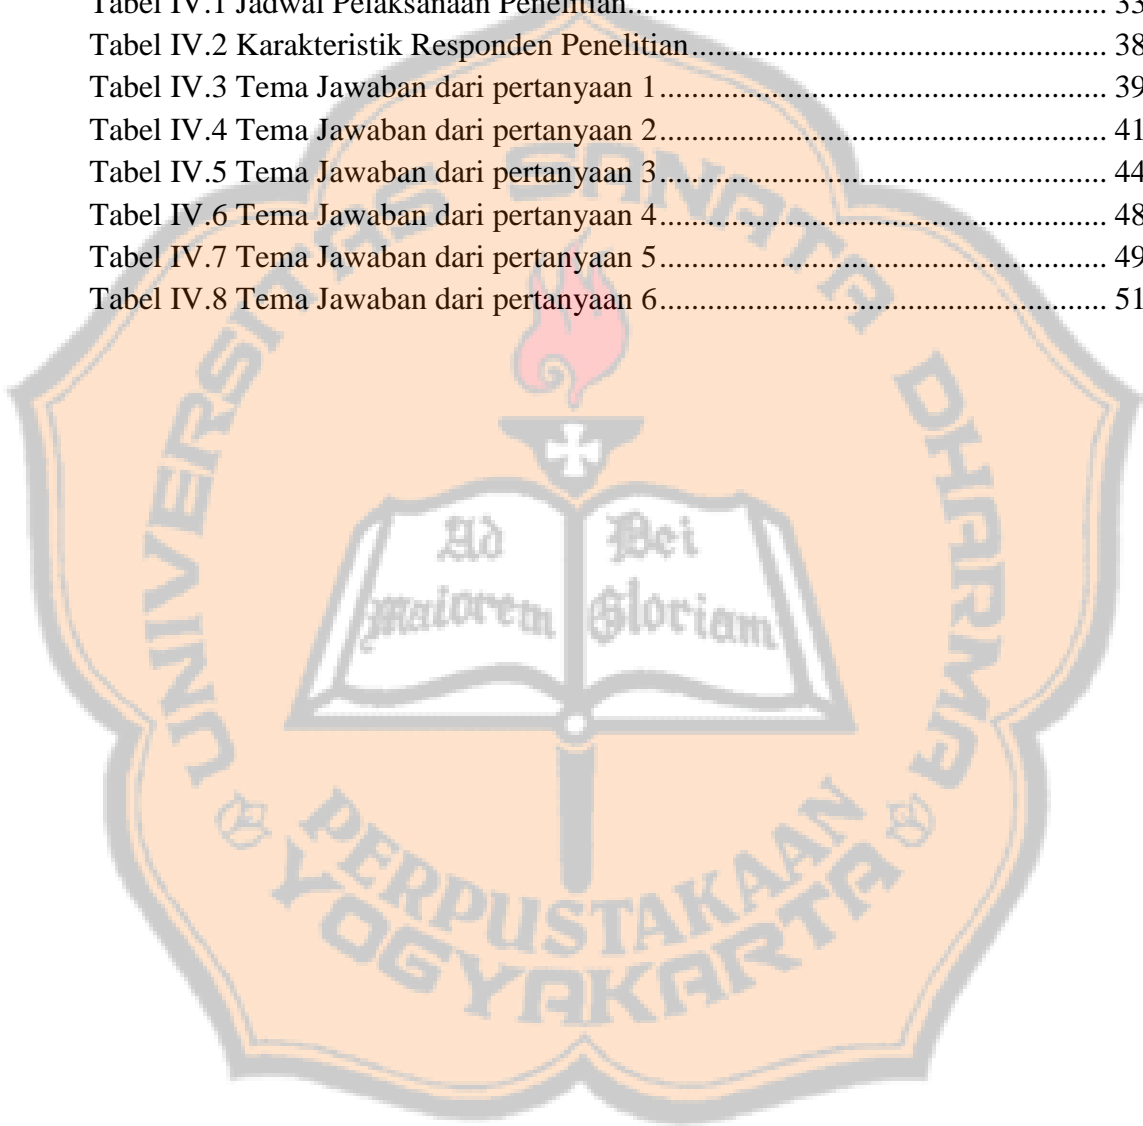 Tabel IV.1 Jadwal Pelaksanaan Penelitian............................................................ 33
Tabel IV.2 Karakteristik Responden Penelitian.................................................... 38
Tabel IV.3 Tema Jawaban dari pertanyaan 1........................................................ 39
Tabel IV.4 Tema Jawaban dari pertanyaan 2........................................................ 41
Tabel IV.5 Tema Jawaban dari pertanyaan 3........................................................ 44
Tabel IV.6 Tema Jawaban dari pertanyaan 4........................................................ 48
Tabel IV.7 Tema Jawaban dari pertanyaan 5........................................................ 49
Tabel IV.8 Tema Jawaban dari pertanyaan 6........................................................ 51
UNIVERSITAS SANATA DHARMA
Ad Dei
maiorem Gloriam
PERPUSTAKAAN
YOGYAKARTA